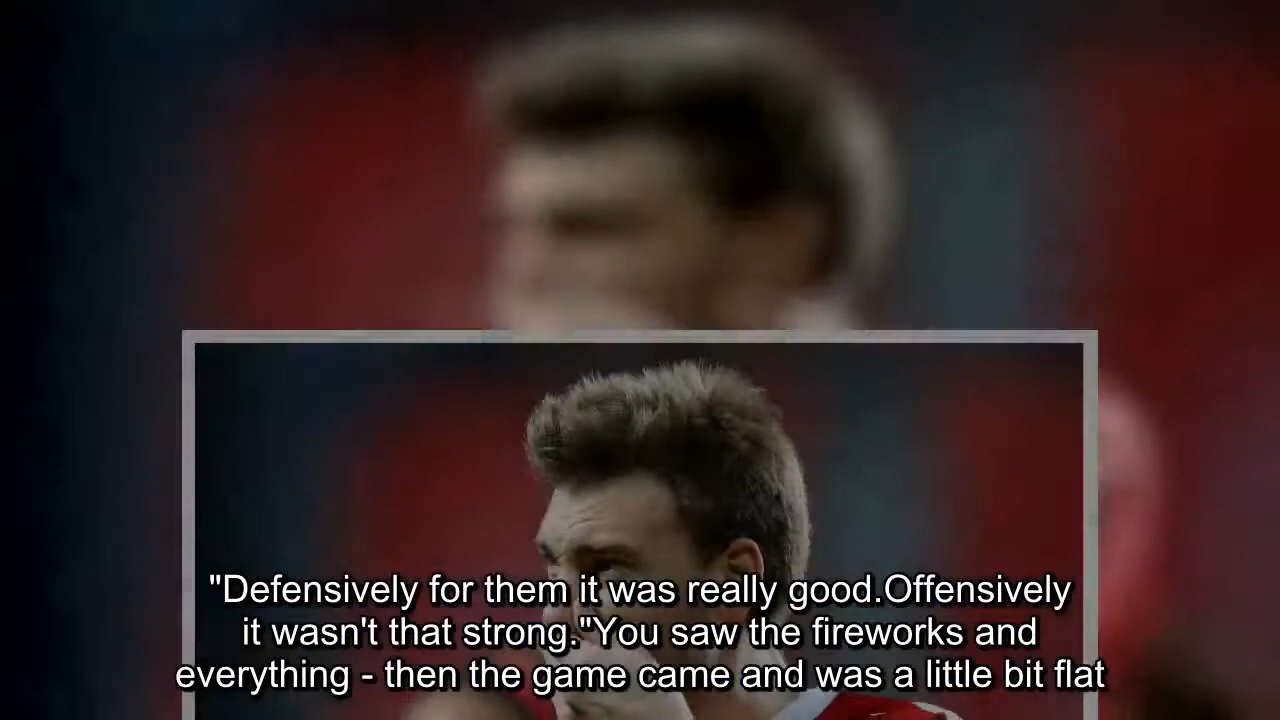 "Defensively for them it was really good.Offensively
it wasn't that strong."You saw the fireworks and
everything - then the game came and was a little bit flat